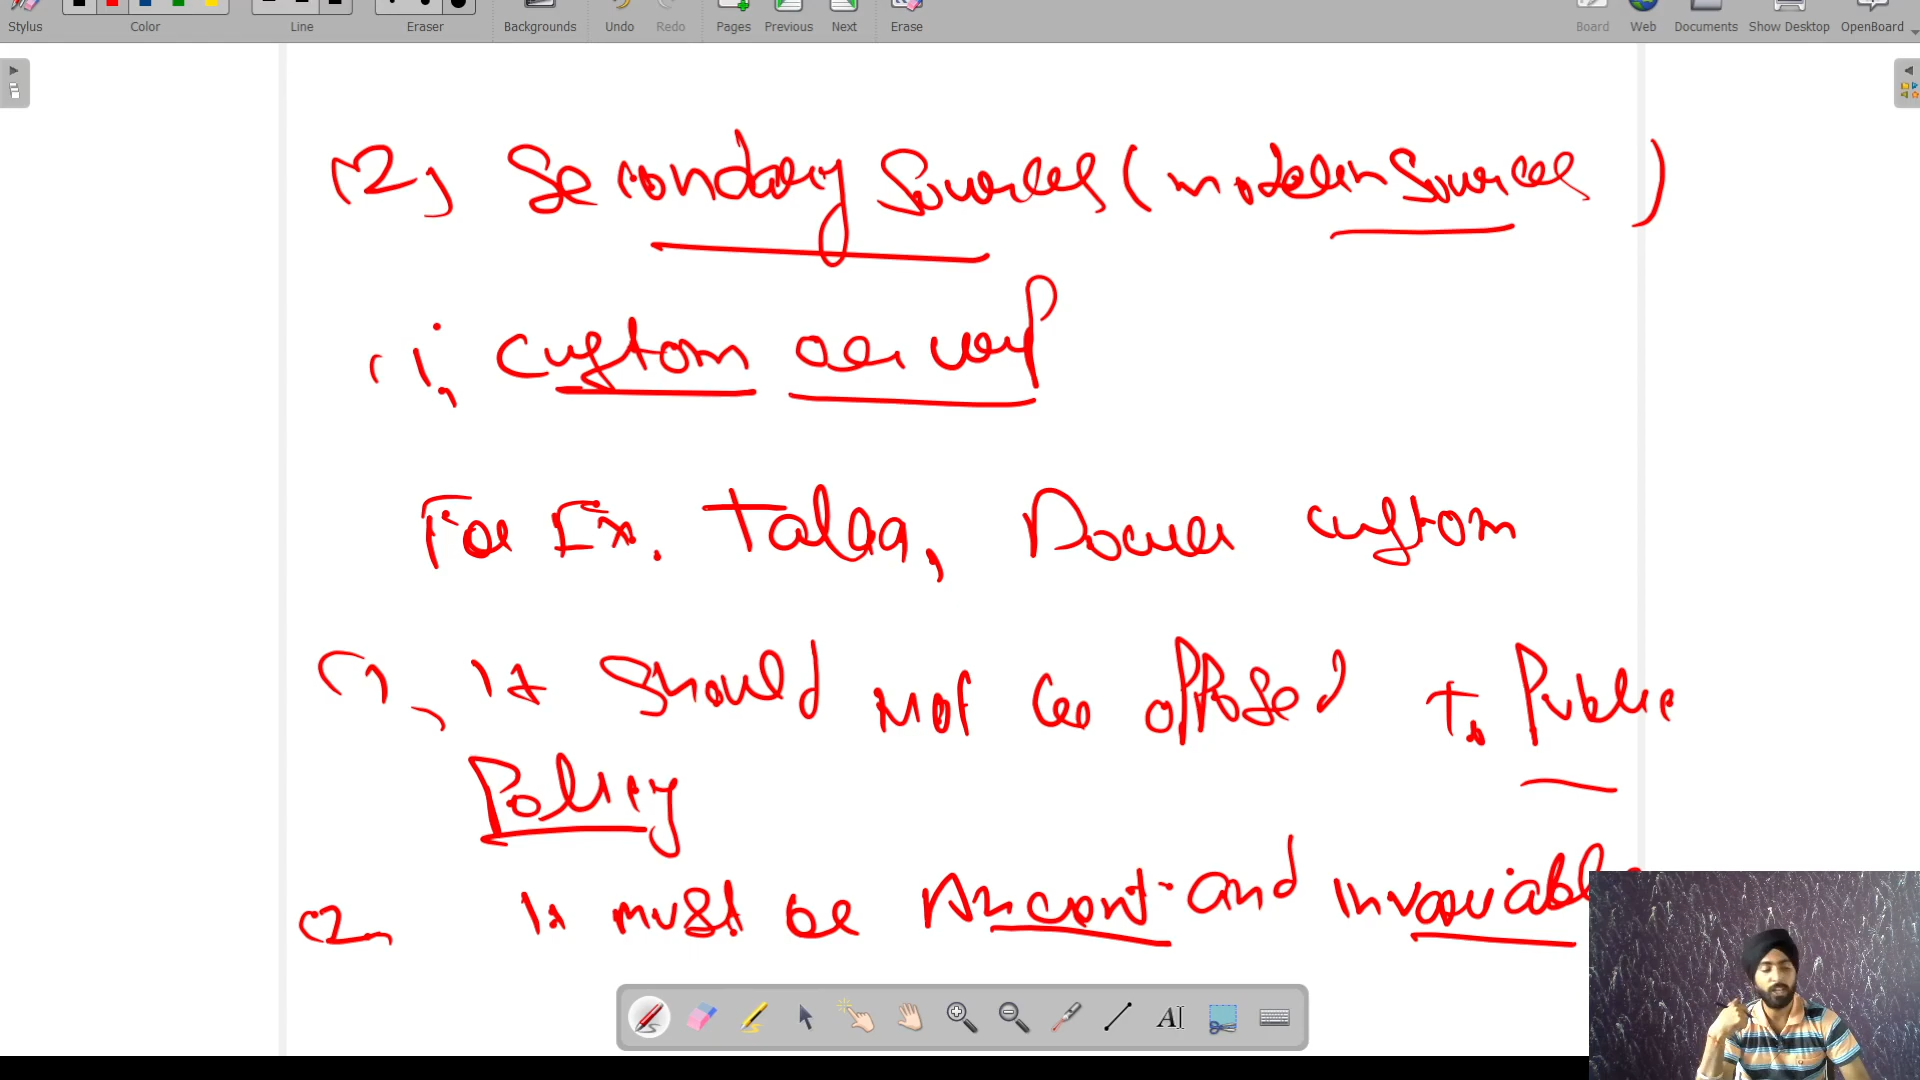 Stylus Color Line Eraser Backgrounds Undo Redo Pages Previous Next Erase Board Web Documents Show Desktop OpenBoard
(2) Secondary Sources (modern Sources)
(i) Custom or urf
For Ex. Talaq, Dower custom
(1) It should not be opposed to Public
Policy
(2) It must be Ancient and invariable